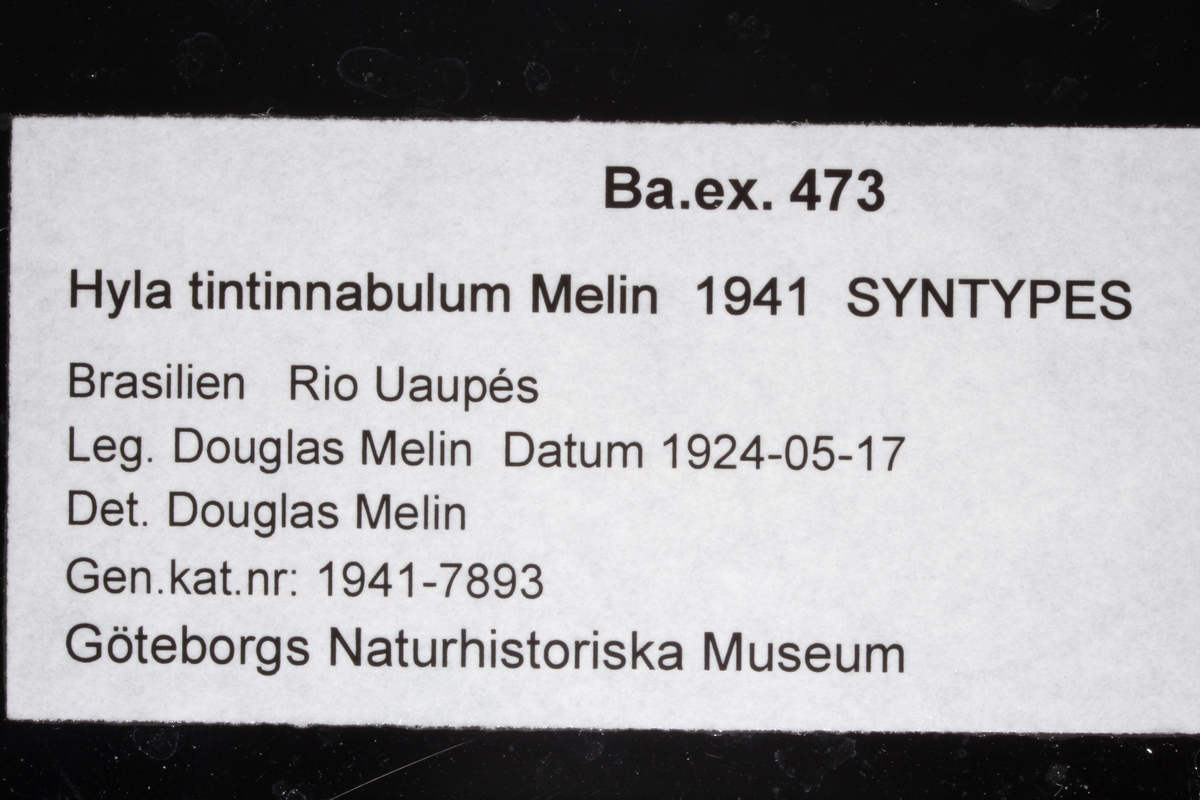 Ba.ex. 473
Hyla tintinnabulum Melin 1941 SYNTYPES
Brasilien Rio Uaupés
Leg. Douglas Melin Datum 1924-05-17
Det. Douglas Melin
Gen.kat.nr: 1941-7893
Göteborgs Naturhistoriska Museum